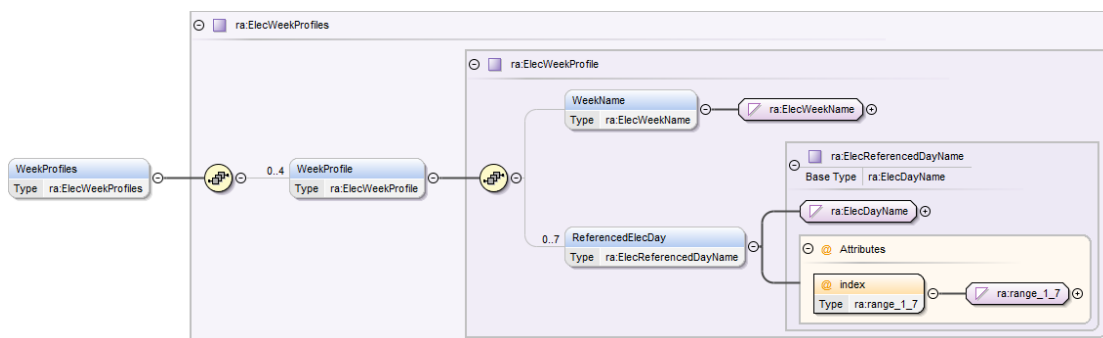 ra:ElecWeekProfiles
ra:ElecWeekProfile
WeekName
Type ra:ElecWeekName
ra:ElecWeekName
WeekProfiles
Type ra:ElecWeekProfiles
0..4
WeekProfile
Type ra:ElecWeekProfile
ra:ElecReferencedDayName
Base Type ra:ElecDayName
ra:ElecDayName
0..7
ReferencedElecDay
Type ra:ElecReferencedDayName
@ Attributes
@ index
Type ra:range_1_7
ra:range_1_7